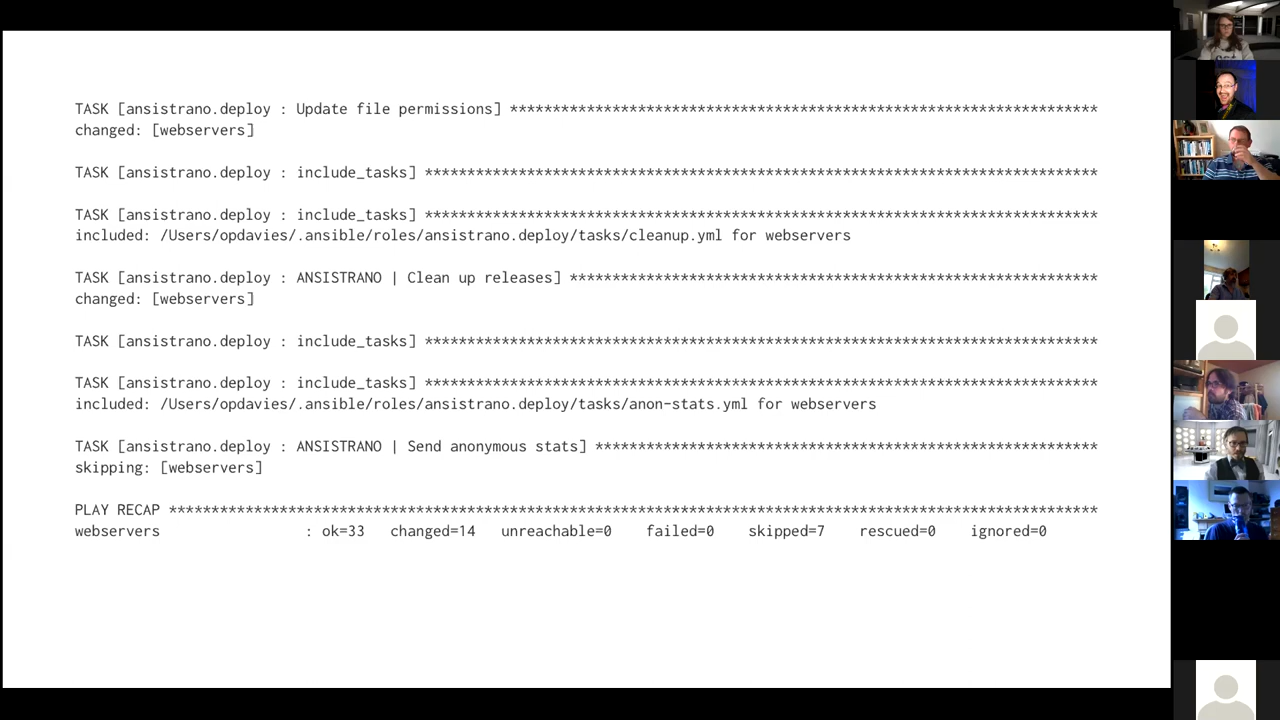 TASK [ansistrano.deploy : Update file permissions] *********************************************************************
changed: [webservers]
TASK [ansistrano.deploy : include_tasks] *******************************************************************************
TASK [ansistrano.deploy : include_tasks] *******************************************************************************
included: /Users/opdavies/.ansible/roles/ansistrano.deploy/tasks/cleanup.yml for webservers
TASK [ansistrano.deploy : ANSISTRANO | Clean up releases] **************************************************************
changed: [webservers]
TASK [ansistrano.deploy : include_tasks] *******************************************************************************
TASK [ansistrano.deploy : include_tasks] *******************************************************************************
included: /Users/opdavies/.ansible/roles/ansistrano.deploy/tasks/anon-stats.yml for webservers
TASK [ansistrano.deploy : ANSISTRANO | Send anonymous stats] ***********************************************************
skipping: [webservers]
PLAY RECAP *************************************************************************************************************
webservers                 : ok=33   changed=14   unreachable=0    failed=0    skipped=7    rescued=0    ignored=0